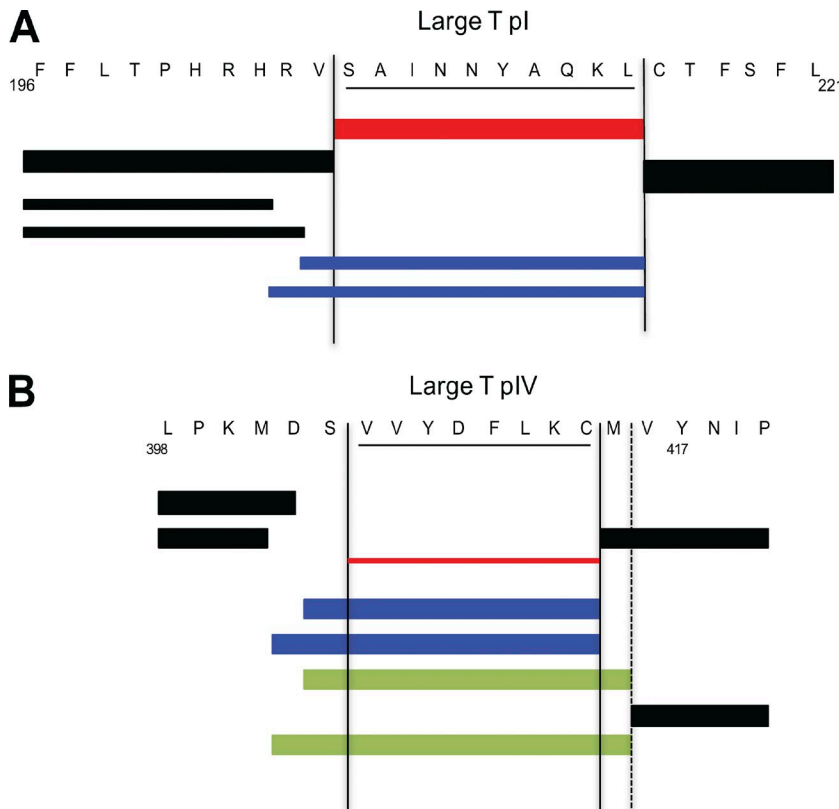 A
Large T pI
F F L T P H R H R V S A I N N Y A Q K L C T F S F L
196 221
B
Large T pIV
L P K M D S V V Y D F L K C M V Y N I P
398 417